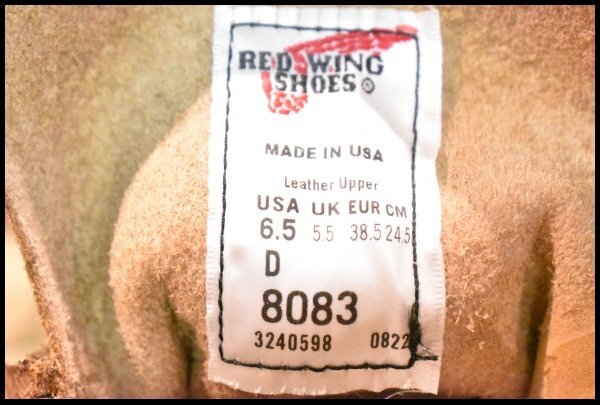 RED WING
SHOES ®
MADE IN USA
Leather Upper
USA UK EUR CM
6.5 5.5 38.5 24.5
D
8083
3240598 0822